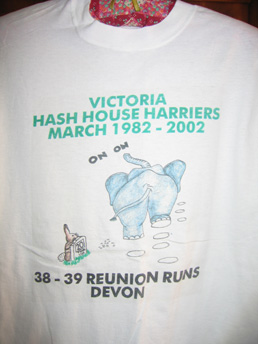 VICTORIA
HASH HOUSE HARRIERS
MARCH 1982 - 2002
ON ON
38 - 39 REUNION RUNS
DEVON